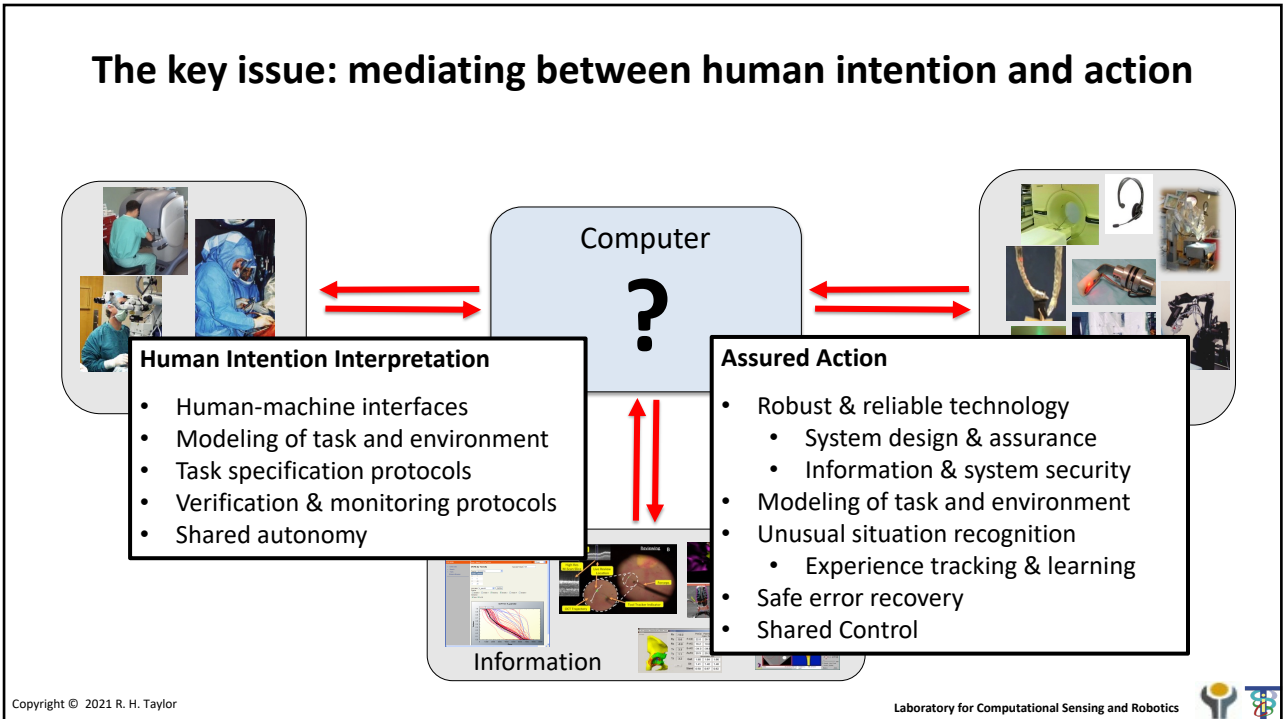 The key issue: mediating between human intention and action
Computer
?
Human Intention Interpretation
• Human-machine interfaces
• Modeling of task and environment
• Task specification protocols
• Verification & monitoring protocols
• Shared autonomy
Assured Action
• Robust & reliable technology
• System design & assurance
• Information & system security
• Modeling of task and environment
• Unusual situation recognition
• Experience tracking & learning
• Safe error recovery
• Shared Control
Information
Copyright © 2021 R. H. Taylor
Laboratory for Computational Sensing and Robotics